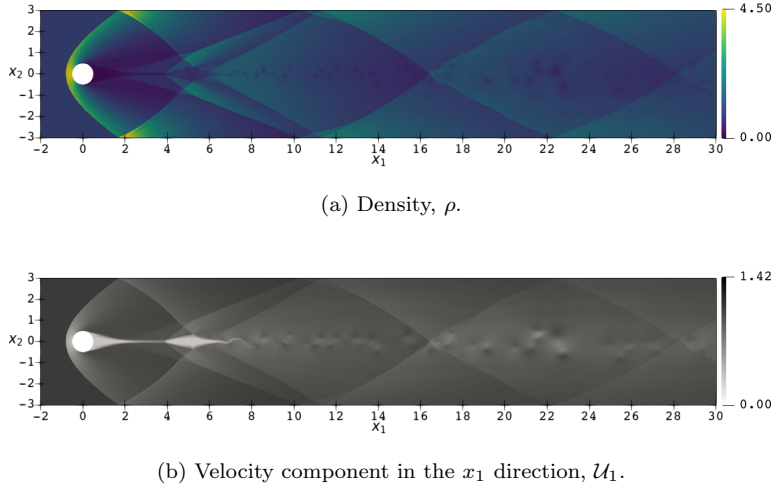 3
2
1
x₂ 0
−1
−2
−3
−2 0 2 4 6 8 10 12 14 16 18 20 22 24 26 28 30
x₁
4.50
0.00
(a) Density, ρ.
3
2
1
x₂ 0
−1
−2
−3
−2 0 2 4 6 8 10 12 14 16 18 20 22 24 26 28 30
x₁
1.42
0.00
(b) Velocity component in the x₁ direction, 𝒰₁.